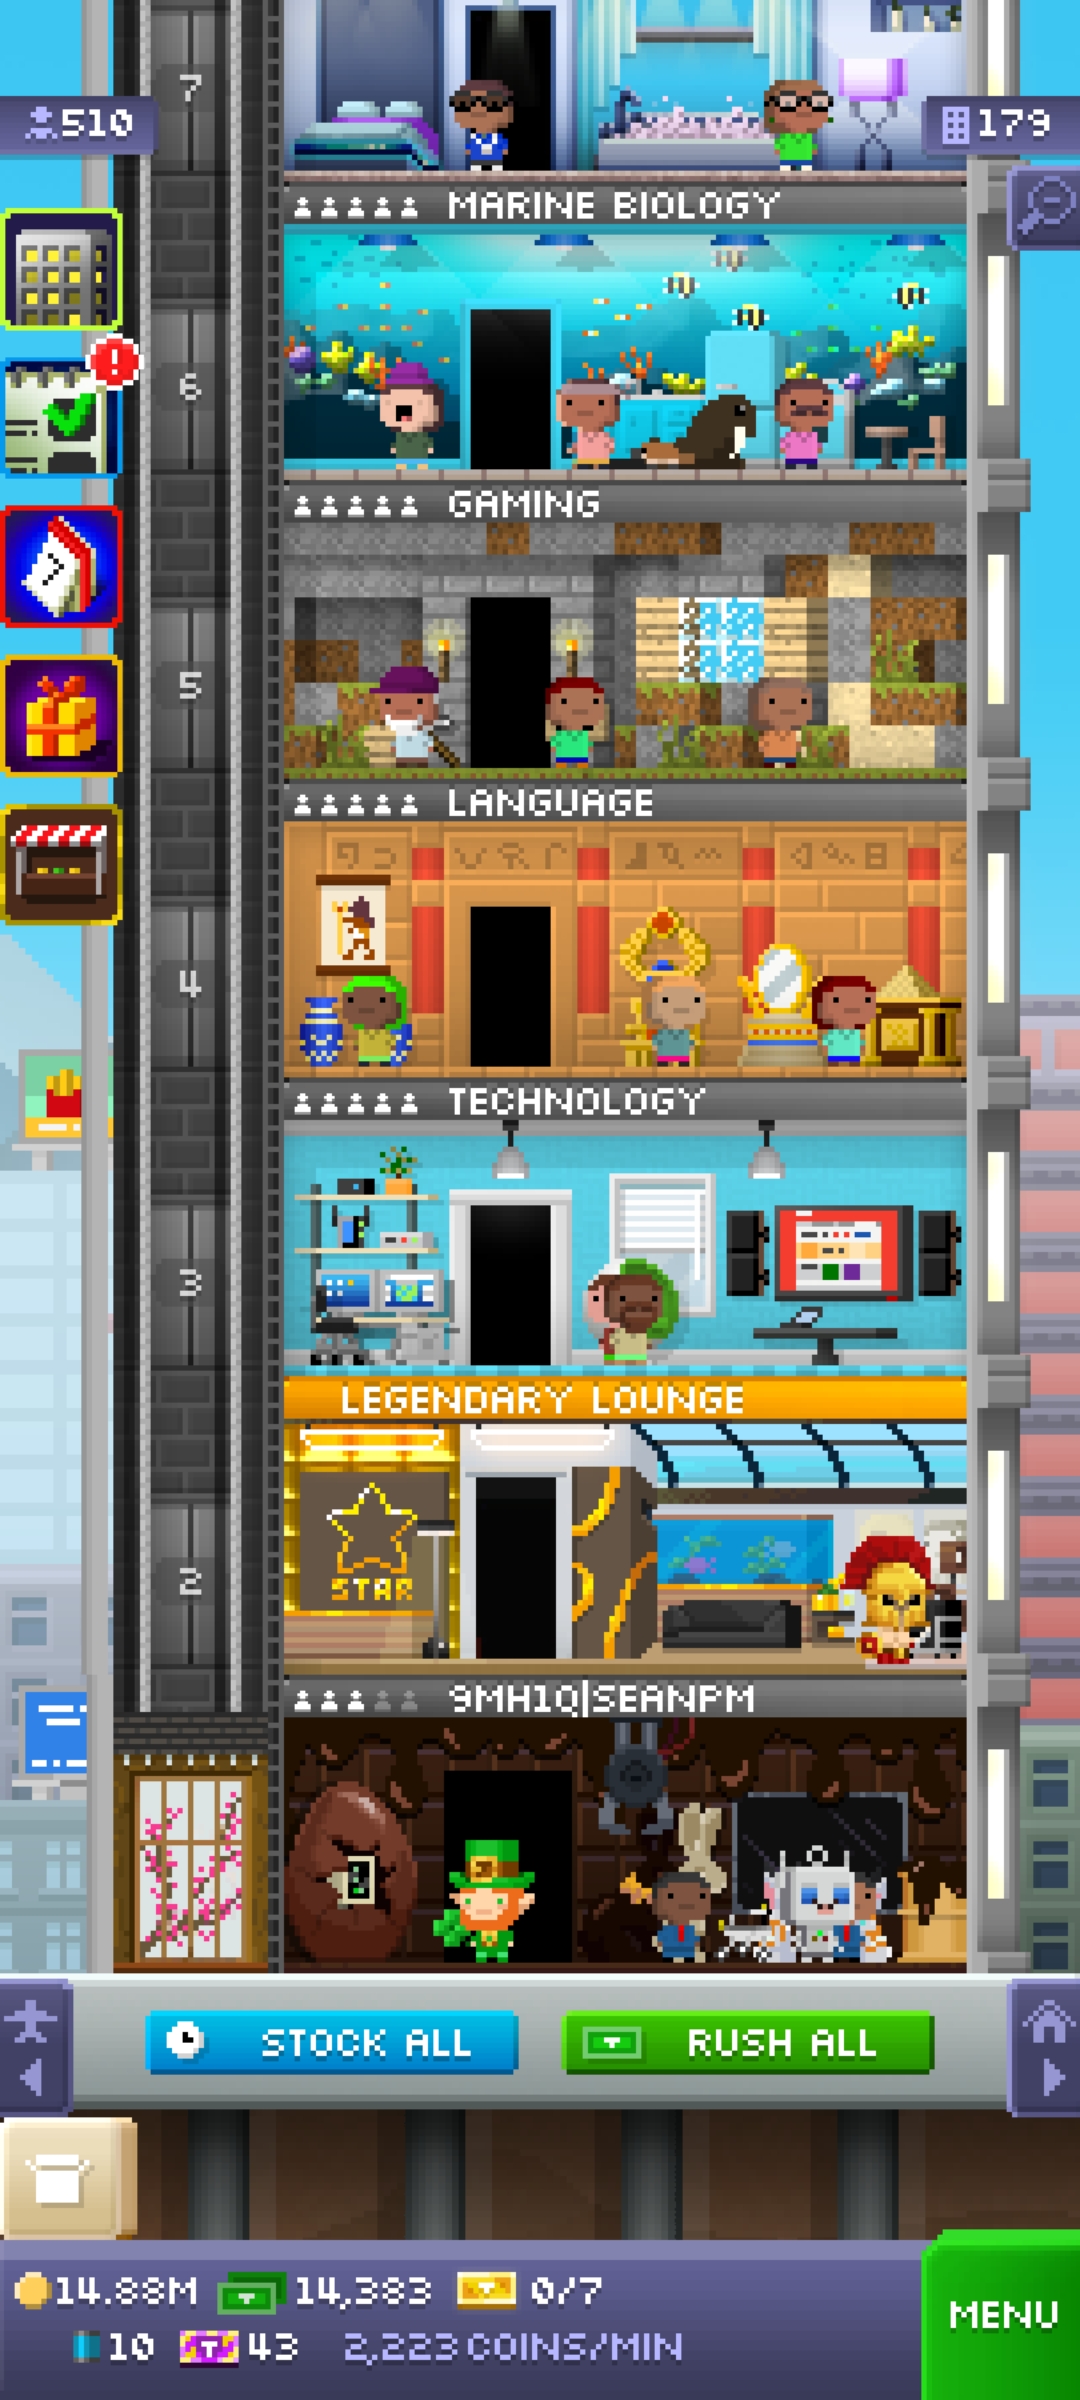 7
510
179
MARINE BIOLOGY
6
GAMING
?
5
LANGUAGE
4
TECHNOLOGY
3
LEGENDARY LOUNGE
STAR
2
9MH1Q|SEANPM
STOCK ALL
RUSH ALL
14.88M 14,383 0/7
MENU
10 43 2,223 COINS/MIN